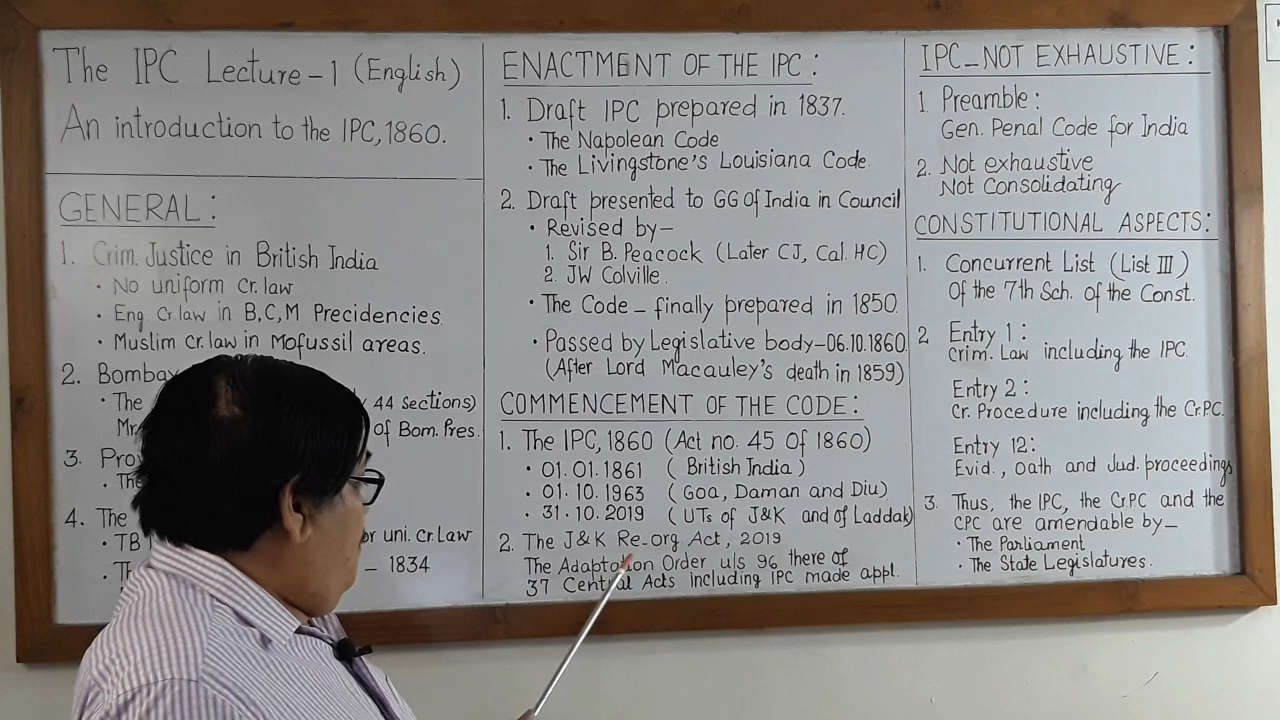 The IPC Lecture-1 (English)
An introduction to the IPC, 1860.
GENERAL:
1. Crim. Justice in British India
• No uniform Cr. law
• Eng. Cr. law in B, C, M Precidencies.
• Muslim cr. law in Mofussil areas.
2. Bombay
• The 44 sections)
Mr. of Bom. Pres.
3.
4. The
• or uni. cr. Law
• – 1834
ENACTMENT OF THE IPC:
1. Draft IPC prepared in 1837.
• The Napolean Code
• The Livingstone's Louisiana Code.
2. Draft presented to GG of India in Council
• Revised by–
1. Sir B. Peacock (Later CJ, Cal. HC)
2. JW Colville.
• The Code – finally prepared in 1850.
• Passed by Legislative body–06.10.1860
(After Lord Macauley's death in 1859)
COMMENCEMENT OF THE CODE:
1. The IPC, 1860 (Act no. 45 of 1860)
• 01.01.1861 (British India)
• 01.10.1963 (Goa, Daman and Diu)
• 31.10.2019 (UTs of J&K and of Laddak)
2. The J&K Re-org Act, 2019
The Adaptation Order u/s 96 there of
37 Central Acts including IPC made appl.
IPC–NOT EXHAUSTIVE:
1 Preamble:
Gen. Penal Code for India
2. Not exhaustive
Not Consolidating
CONSTITUTIONAL ASPECTS:
1. Concurrent List (List III)
Of the 7th Sch. of the Const.
2 Entry 1:
Crim. Law including the IPC.
Entry 2:
Cr. Procedure including the Cr.P.C.
Entry 12:
Evid., oath and Jud. proceedings
3. Thus, the IPC, the Cr.P.C and the
CPC are amendable by–
• The Parliament
• The State Legislatures.